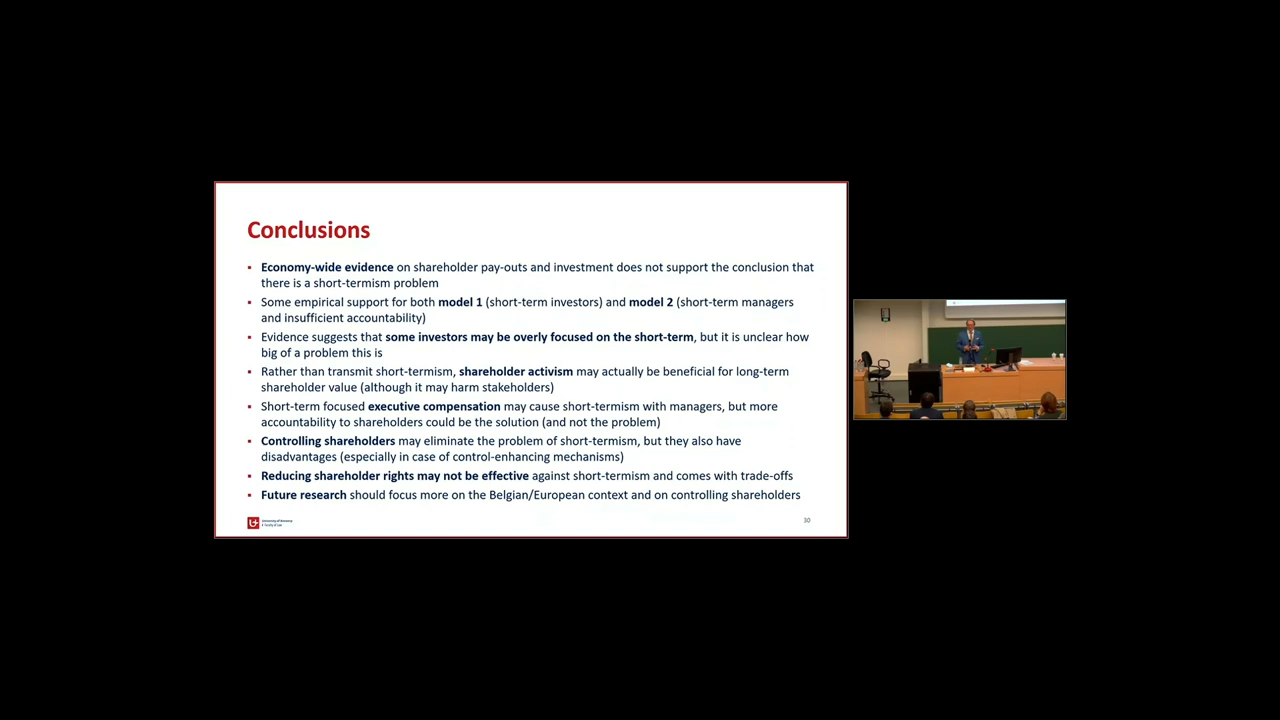 Conclusions
Economy-wide evidence on shareholder pay-outs and investment does not support the conclusion that
there is a short-termism problem
Some empirical support for both model 1 (short-term investors) and model 2 (short-term managers
and insufficient accountability)
Evidence suggests that some investors may be overly focused on the short-term, but it is unclear how
big of a problem this is
Rather than transmit short-termism, shareholder activism may actually be beneficial for long-term
shareholder value (although it may harm stakeholders)
Short-term focused executive compensation may cause short-termism with managers, but more
accountability to shareholders could be the solution (and not the problem)
Controlling shareholders may eliminate the problem of short-termism, but they also have
disadvantages (especially in case of control-enhancing mechanisms)
Reducing shareholder rights may not be effective against short-termism and comes with trade-offs
Future research should focus more on the Belgian/European context and on controlling shareholders
University of Antwerp
Faculty of Law
30